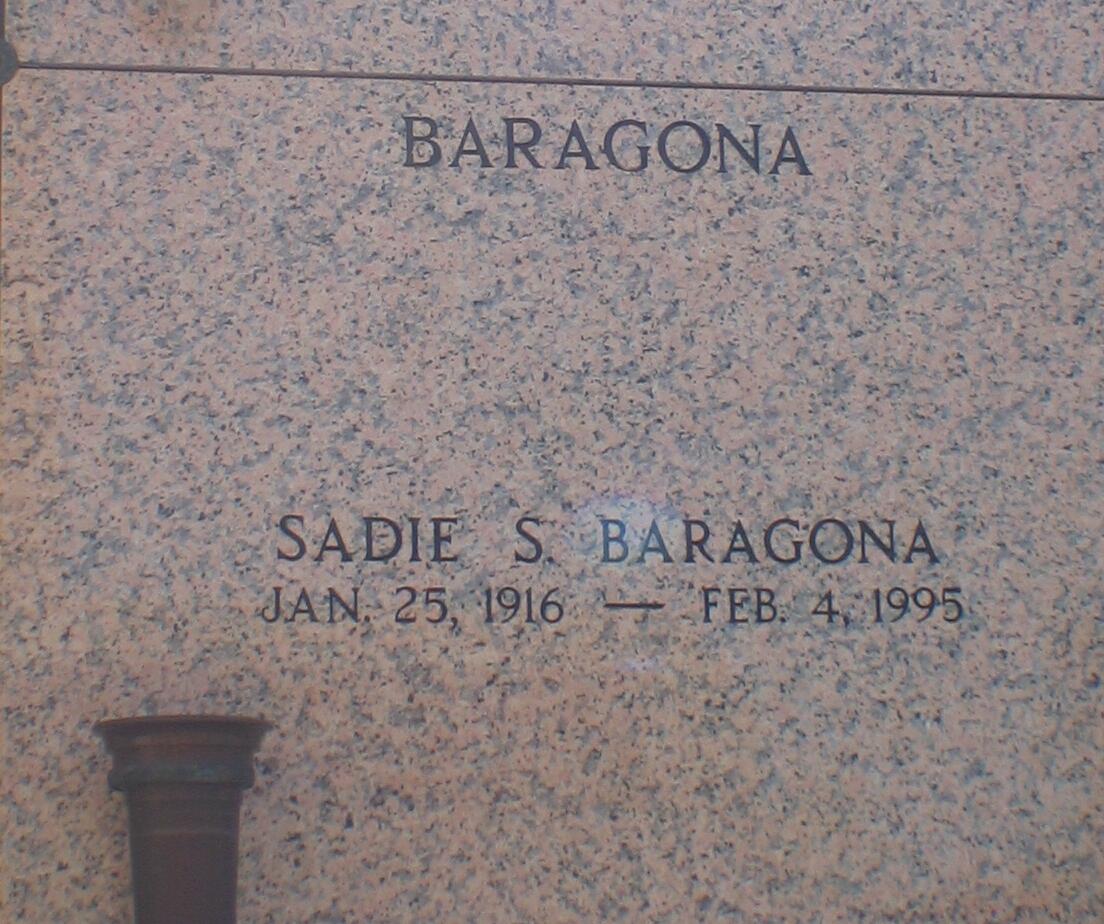 BARAGONA
SADIE S. BARAGONA
JAN. 25, 1916 — FEB. 4, 1995